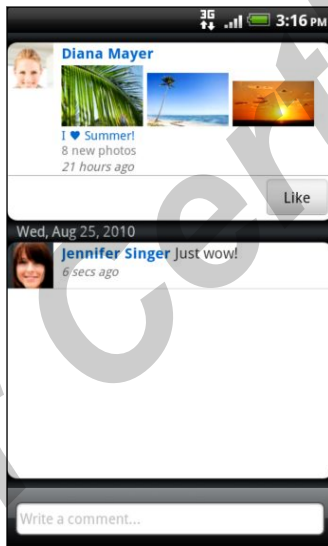 3G 3:16 PM
Diana Mayer
I ♥ Summer!
8 new photos
21 hours ago
Like
Wed, Aug 25, 2010
Jennifer Singer Just wow!
6 secs ago
Write a comment...